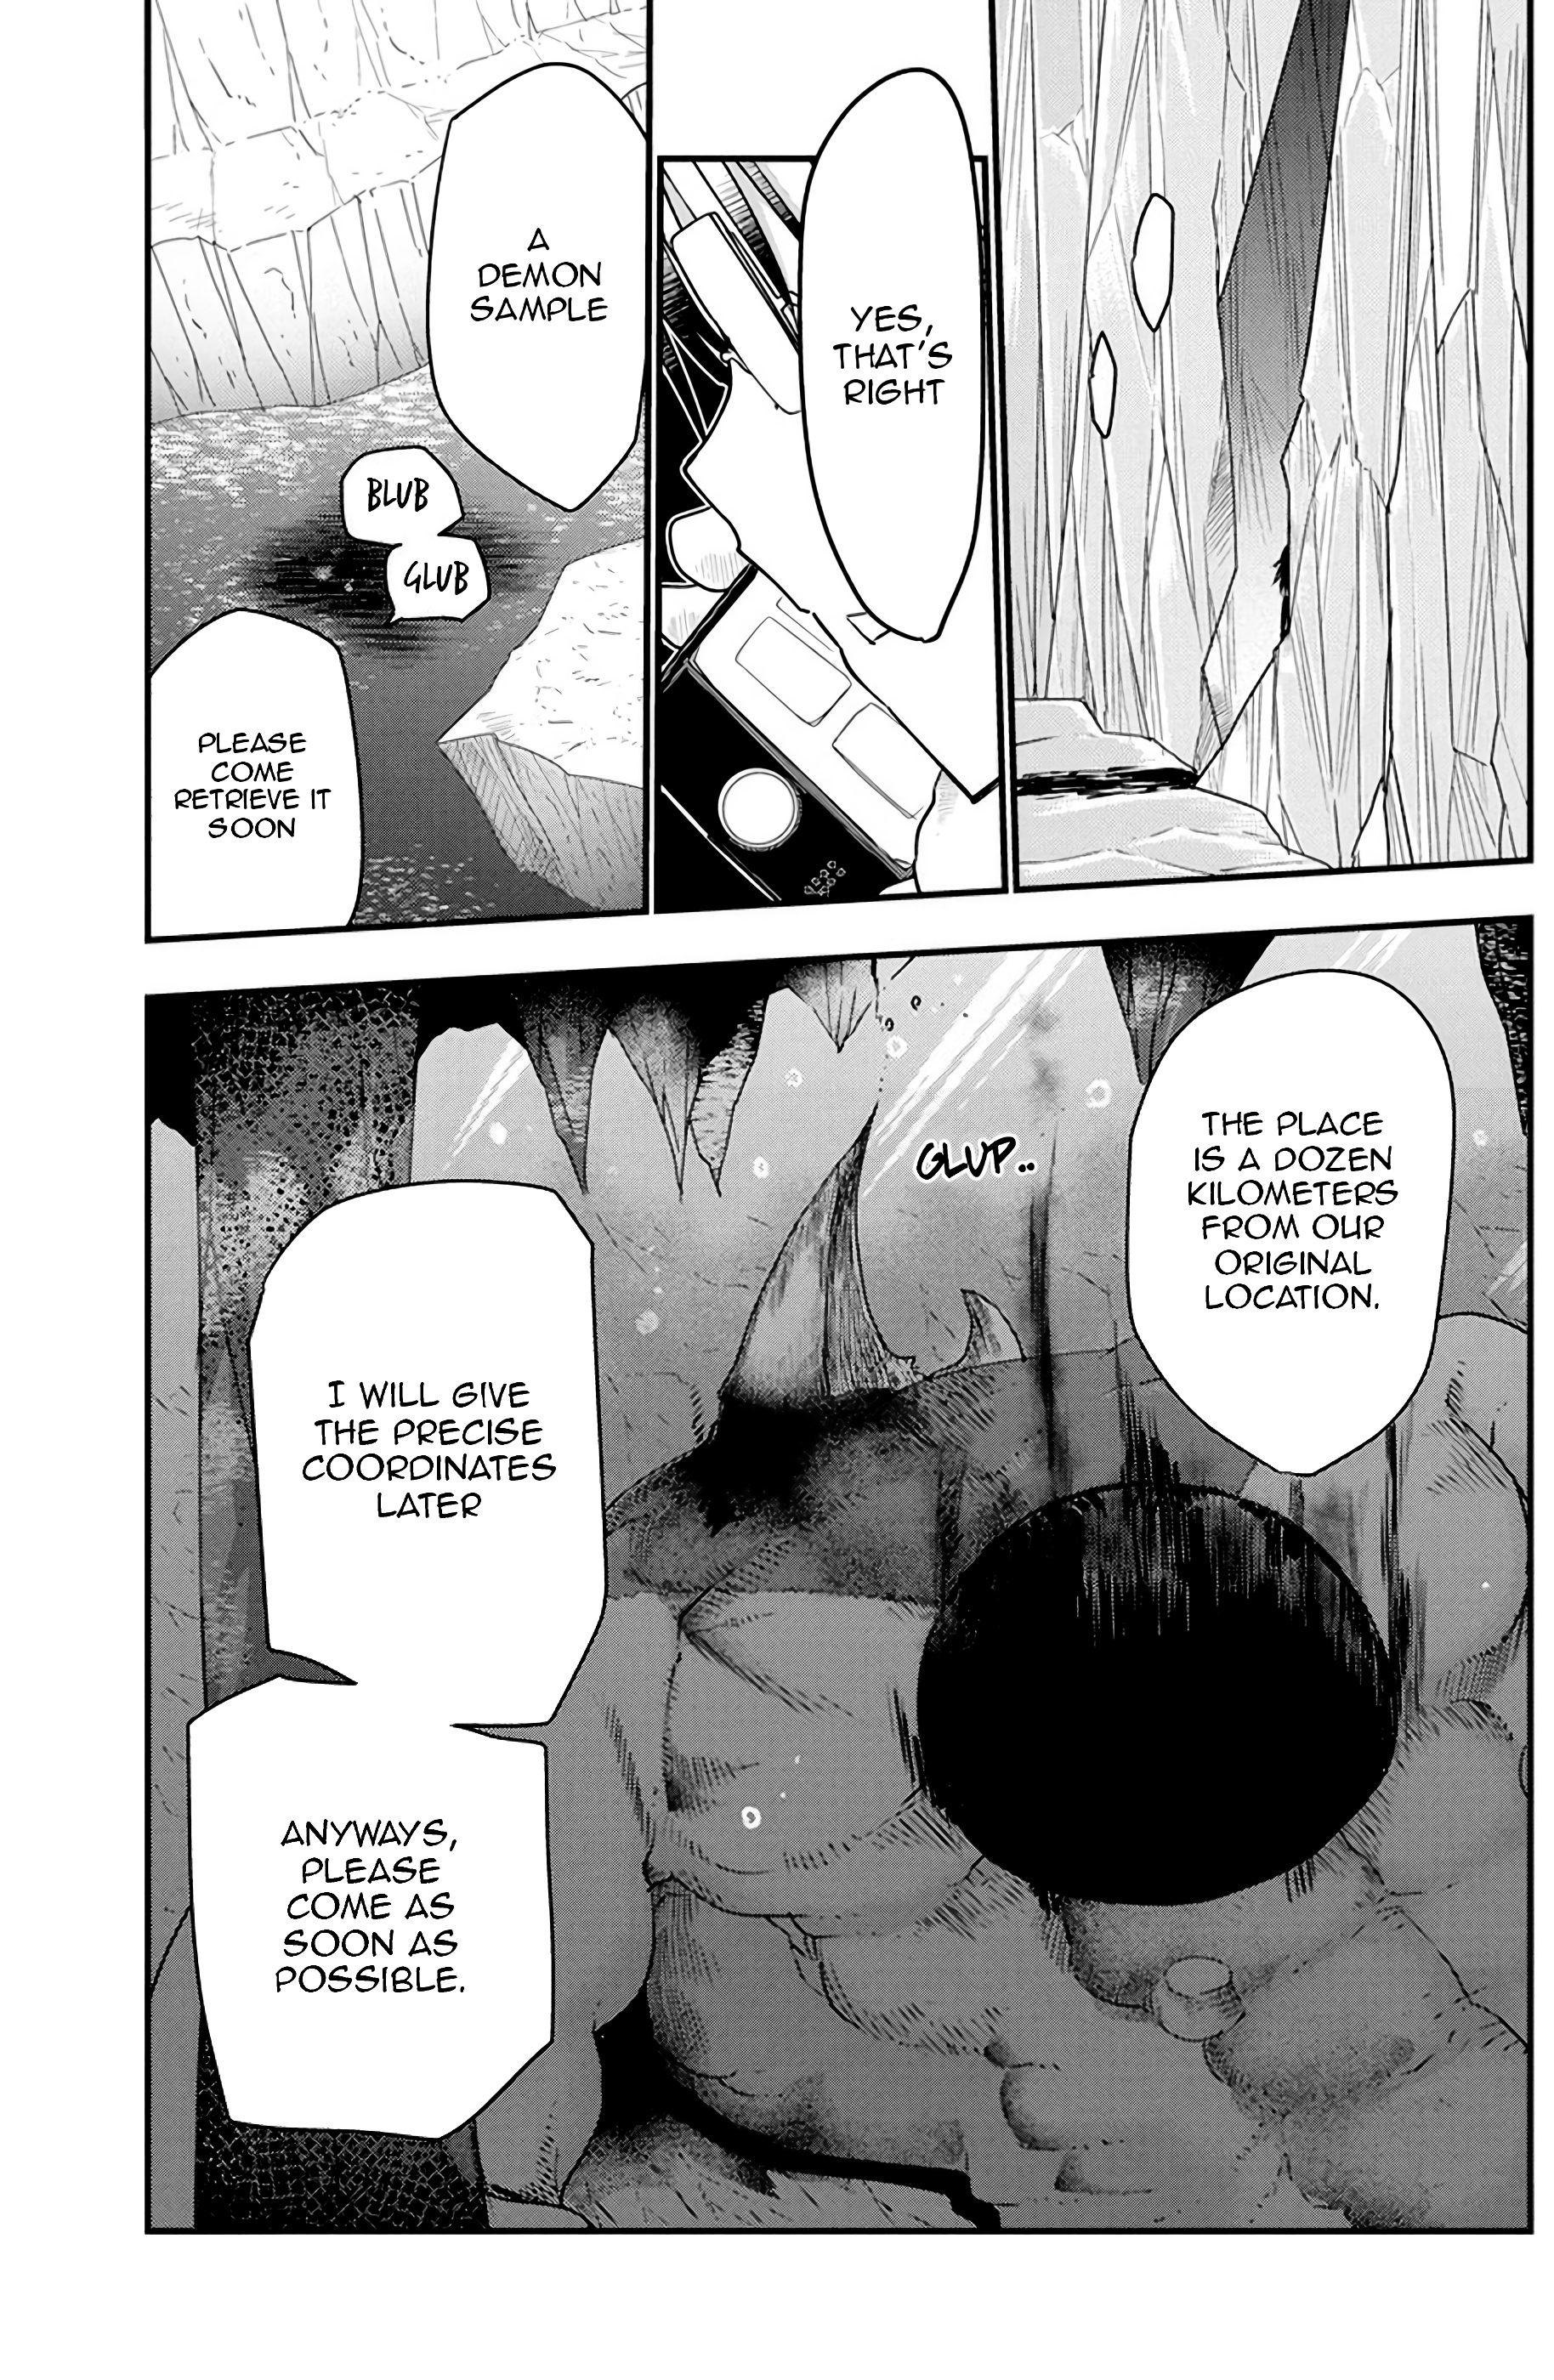 YES,
THAT'S
RIGHT
A
DEMON
SAMPLE
BLUB
GLUB
PLEASE
COME
RETRIEVE IT
SOON
THE PLACE
IS A DOZEN
KILOMETERS
FROM OUR
ORIGINAL
LOCATION.
GLUP..
I WILL GIVE
THE PRECISE
COORDINATES
LATER
ANYWAYS,
PLEASE
COME AS
SOON AS
POSSIBLE.